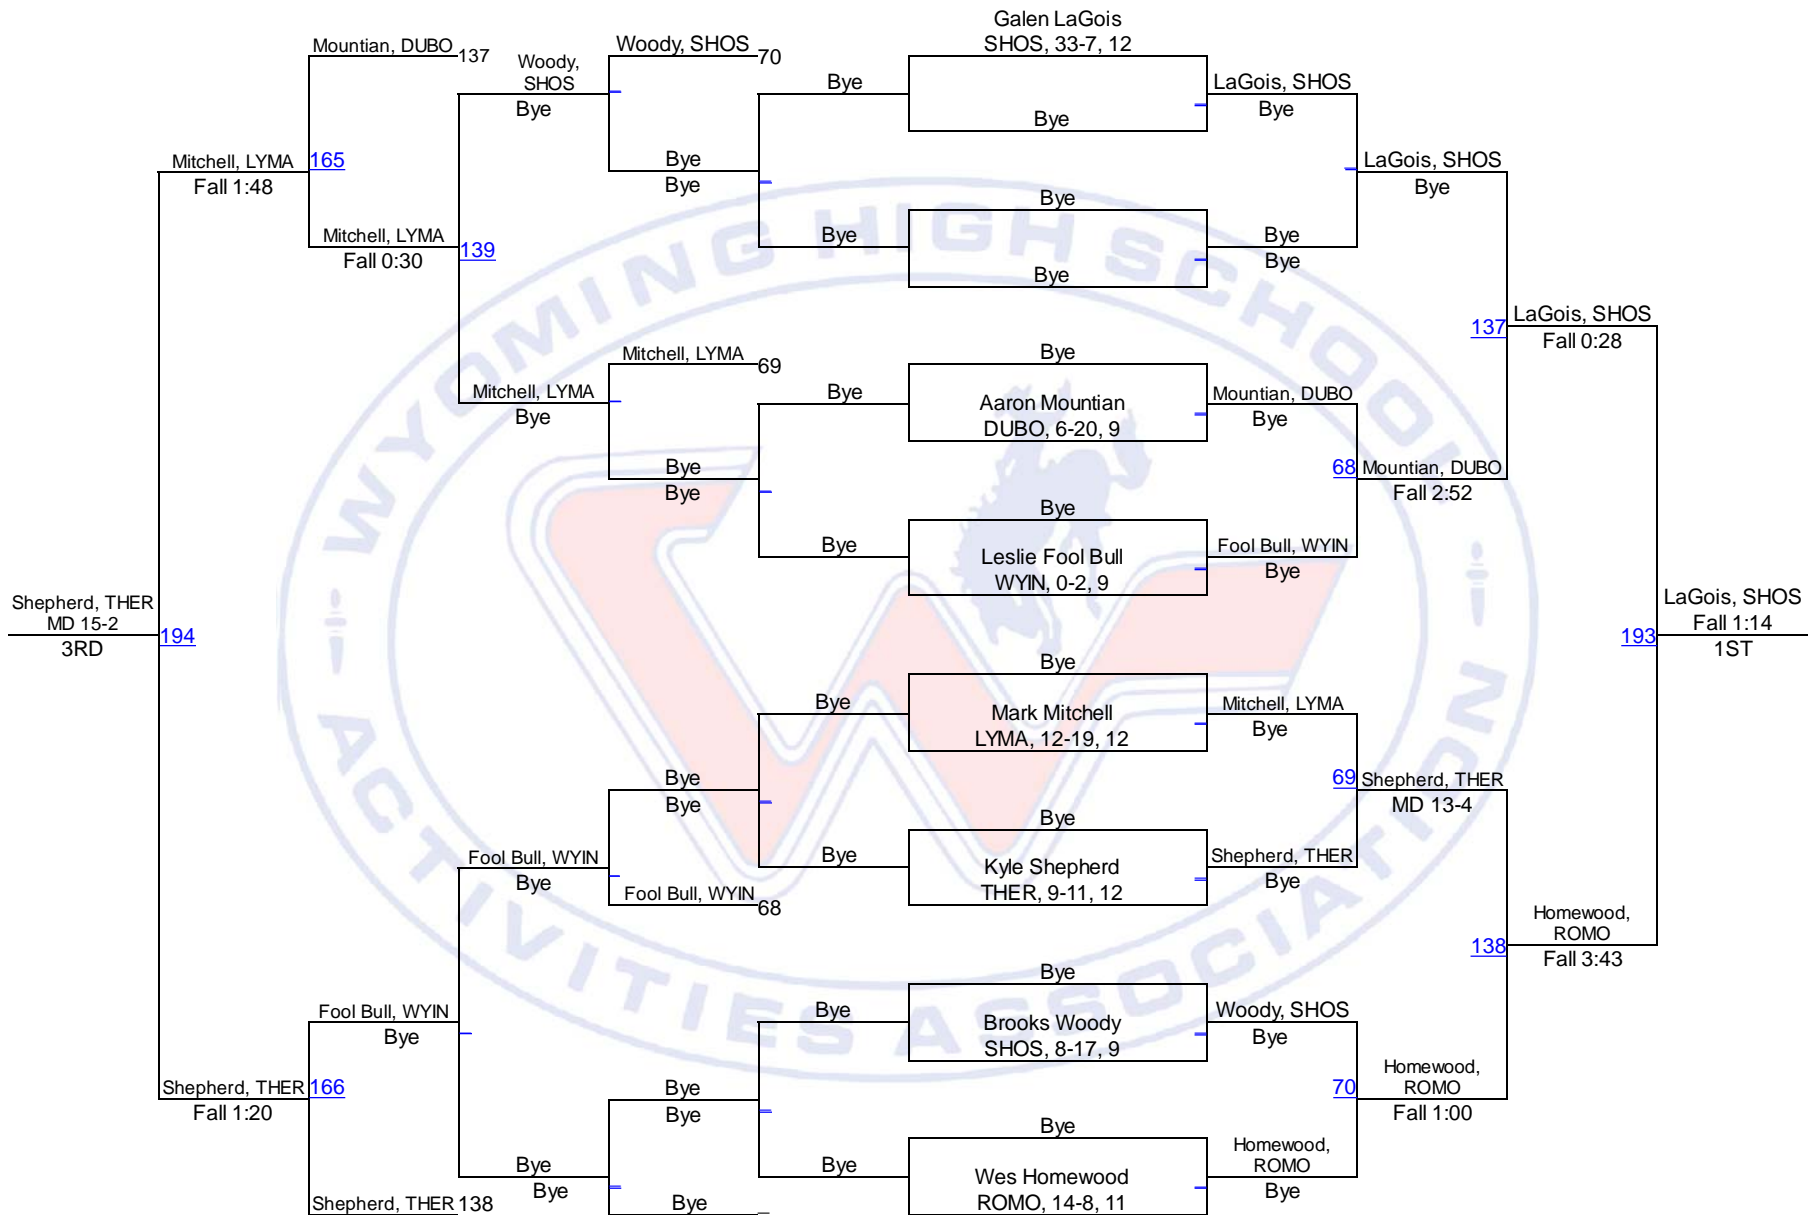 Galen LaGois
SHOS, 33-7, 12
Mountian, DUBO
137
Woody, SHOS
70
Woody,
SHOS
Bye
Bye
LaGois, SHOS
Bye
Bye
Mitchell, LYMA
165
Fall 1:48
Bye
Bye
LaGois, SHOS
Bye
Bye
Mitchell, LYMA
139
Fall 0:30
Bye
Bye
Bye
Bye
137
LaGois, SHOS
Fall 0:28
Mitchell, LYMA
69
Bye
Mitchell, LYMA
Bye
Bye
Aaron Mountian
DUBO, 6-20, 9
Mountian, DUBO
Bye
Bye
Bye
68
Mountian, DUBO
Fall 2:52
Bye
Bye
Leslie Fool Bull
WYIN, 0-2, 9
Fool Bull, WYIN
Bye
Shepherd, THER
MD 15-2
3RD
194
193
LaGois, SHOS
Fall 1:14
1ST
Bye
Bye
Mark Mitchell
LYMA, 12-19, 12
Mitchell, LYMA
Bye
Bye
Bye
69
Shepherd, THER
MD 13-4
Bye
Fool Bull, WYIN
Bye
Bye
Kyle Shepherd
THER, 9-11, 12
Shepherd, THER
Bye
Fool Bull, WYIN
68
138
Homewood,
ROMO
Fall 3:43
Bye
Fool Bull, WYIN
Bye
Bye
Brooks Woody
SHOS, 8-17, 9
Woody, SHOS
Bye
Shepherd, THER
166
Fall 1:20
Bye
Bye
70
Homewood,
ROMO
Fall 1:00
Bye
Bye
Bye
Bye
Wes Homewood
ROMO, 14-8, 11
Homewood,
ROMO
Bye
Shepherd, THER
138
Bye
WYOMING HIGH SCHOOL
ACTIVITIES ASSOCIATION